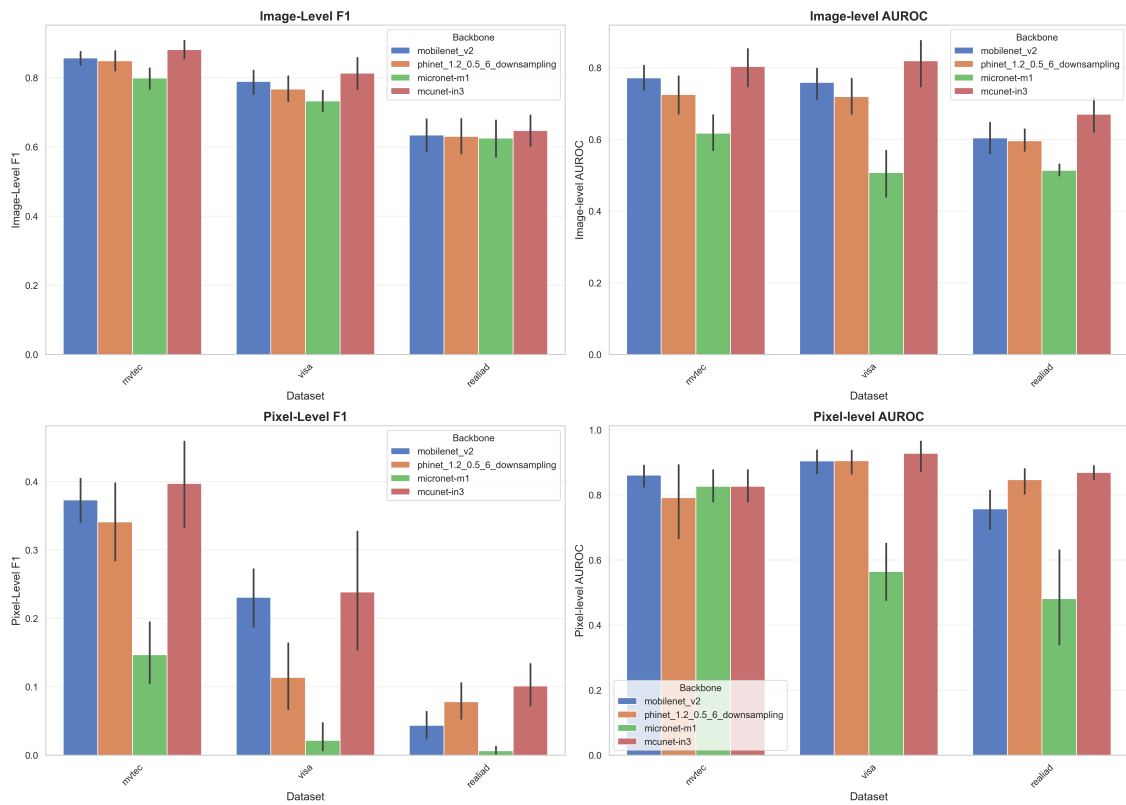 Image-Level F1
Image-Level F1
0.0
0.2
0.4
0.6
0.8
Backbone
mobilenet_v2
phinet_1.2_0.5_6_downsampling
micronet-m1
mcunet-in3
mvtec
visa
realiad
Dataset
Image-level AUROC
Image-level AUROC
0.0
0.2
0.4
0.6
0.8
Backbone
mobilenet_v2
phinet_1.2_0.5_6_downsampling
micronet-m1
mcunet-in3
mvtec
visa
realiad
Dataset
Pixel-Level F1
Pixel-Level F1
0.0
0.1
0.2
0.3
0.4
Backbone
mobilenet_v2
phinet_1.2_0.5_6_downsampling
micronet-m1
mcunet-in3
mvtec
visa
realiad
Dataset
Pixel-level AUROC
Pixel-level AUROC
0.0
0.2
0.4
0.6
0.8
1.0
Backbone
mobilenet_v2
phinet_1.2_0.5_6_downsampling
micronet-m1
mcunet-in3
mvtec
visa
realiad
Dataset